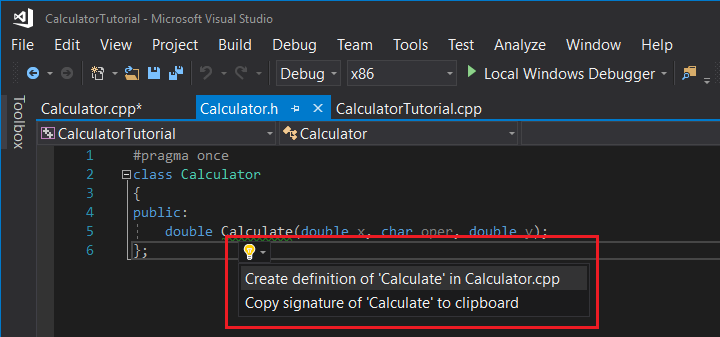 CalculatorTutorial - Microsoft Visual Studio
File Edit View Project Build Debug Team Tools Test Analyze Window Help
Debug x86 Local Windows Debugger
Toolbox
Calculator.cpp* Calculator.h CalculatorTutorial.cpp
CalculatorTutorial Calculator
1 #pragma once
2 class Calculator
3 {
4 public:
5 double Calculate(double x, char oper, double y);
6 };
Create definition of 'Calculate' in Calculator.cpp
Copy signature of 'Calculate' to clipboard